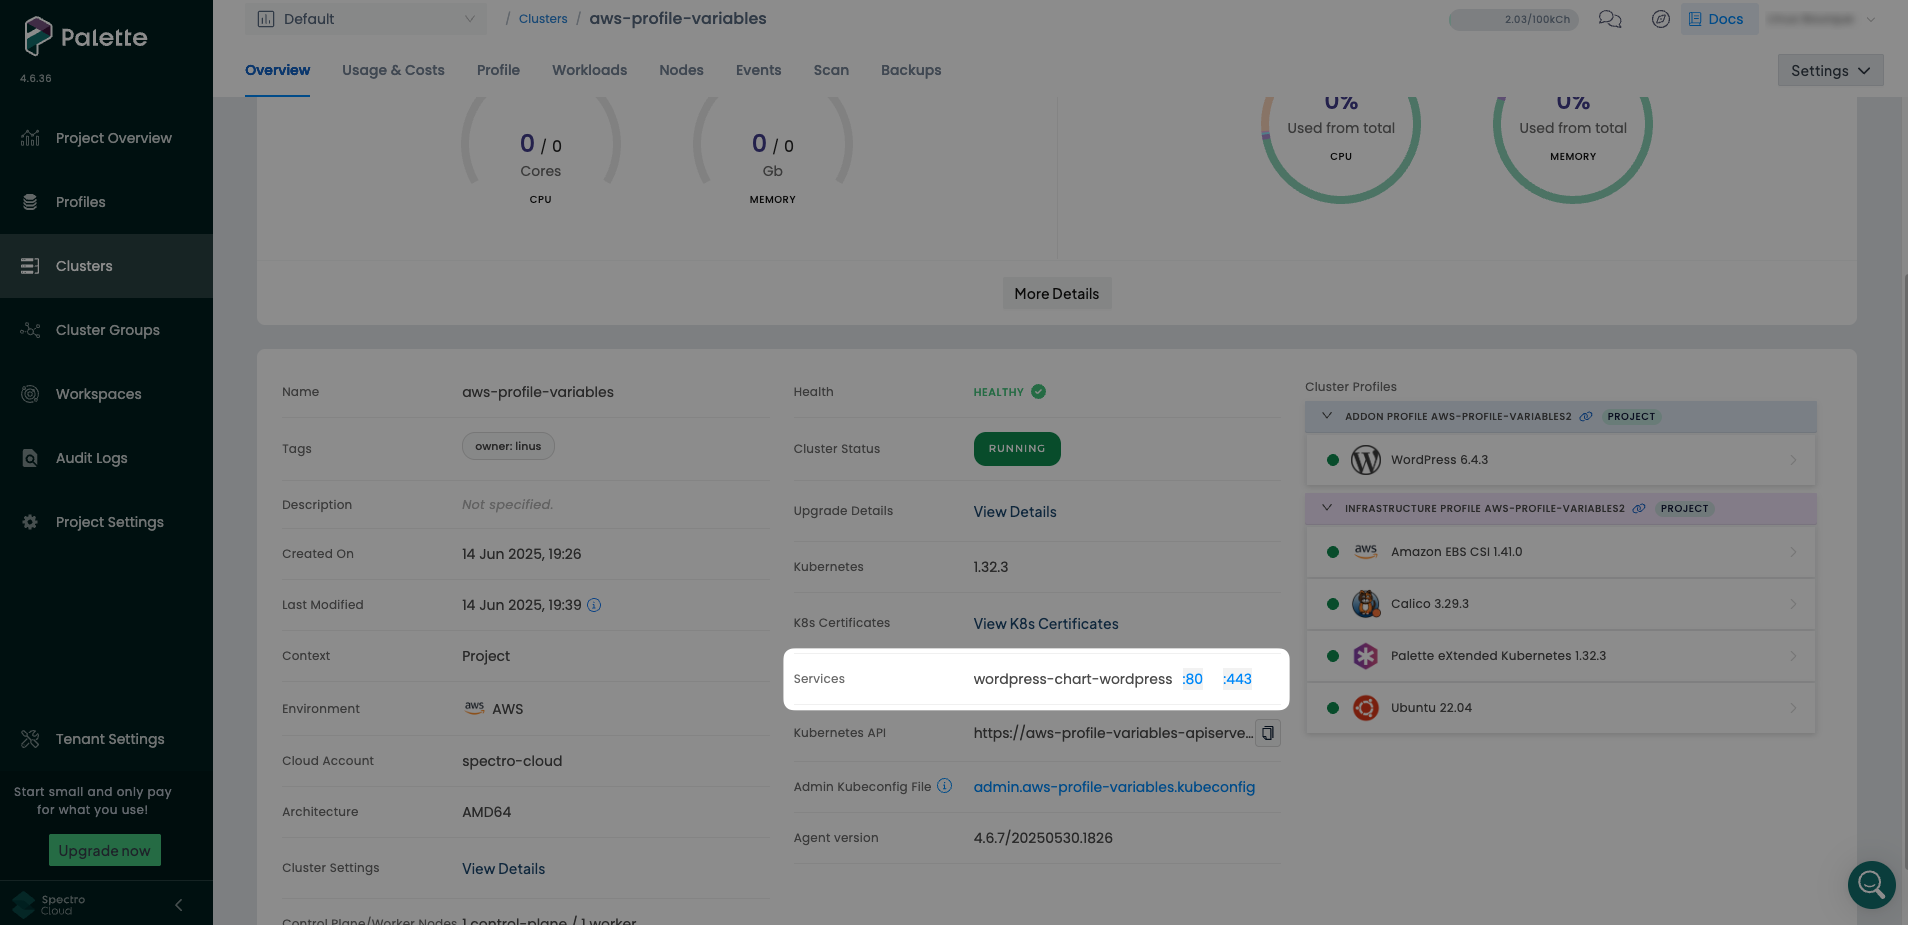 Palette
4.6.36
Project Overview
Profiles
Clusters
Cluster Groups
Workspaces
Audit Logs
Project Settings
Tenant Settings
Start small and only pay
for what you use!
Upgrade now
Spectro
Cloud
Default
/ Clusters / aws-profile-variables
2.03/100kCh
Docs
Overview Usage & Costs Profile Workloads Nodes Events Scan Backups
Settings
0 / 0
Cores
CPU
0 / 0
Gb
MEMORY
0%
Used from total
CPU
0%
Used from total
MEMORY
More Details
Name aws-profile-variables
Tags owner: linus
Description Not specified.
Created On 14 Jun 2025, 19:26
Last Modified 14 Jun 2025, 19:39
Context Project
Environment aws AWS
Cloud Account spectro-cloud
Architecture AMD64
Cluster Settings View Details
Control Plane/Worker Nodes 1 control-plane / 1 worker
Health HEALTHY
Cluster Status RUNNING
Upgrade Details View Details
Kubernetes 1.32.3
K8s Certificates View K8s Certificates
Services wordpress-chart-wordpress :80 :443
Kubernetes API https://aws-profile-variables-apiserve...
Admin Kubeconfig File admin.aws-profile-variables.kubeconfig
Agent version 4.6.7/20250530.1826
Cluster Profiles
ADDON PROFILE AWS-PROFILE-VARIABLES2 PROJECT
WordPress 6.4.3
INFRASTRUCTURE PROFILE AWS-PROFILE-VARIABLES2 PROJECT
aws Amazon EBS CSI 1.41.0
Calico 3.29.3
Palette eXtended Kubernetes 1.32.3
Ubuntu 22.04